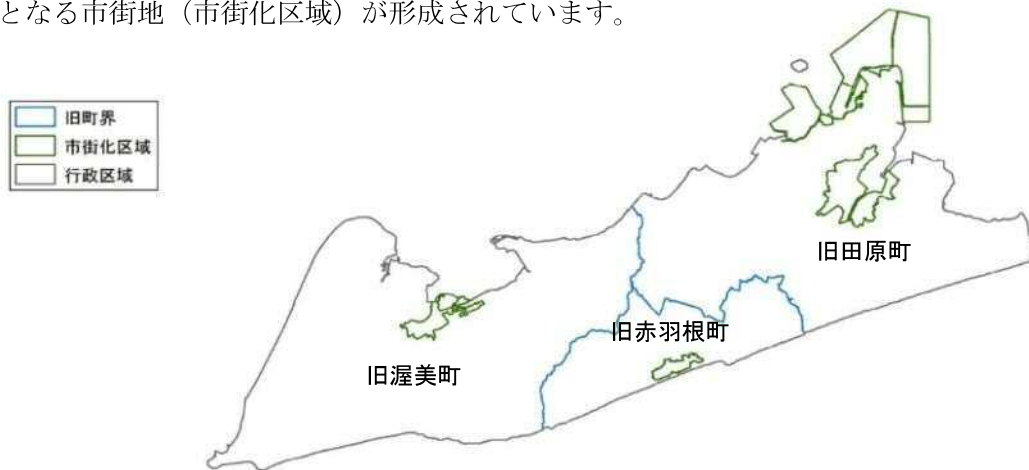 となる市街地（市街化区域）が形成されています。
旧町界
市街化区域
行政区域
旧田原町
旧赤羽根町
旧渥美町